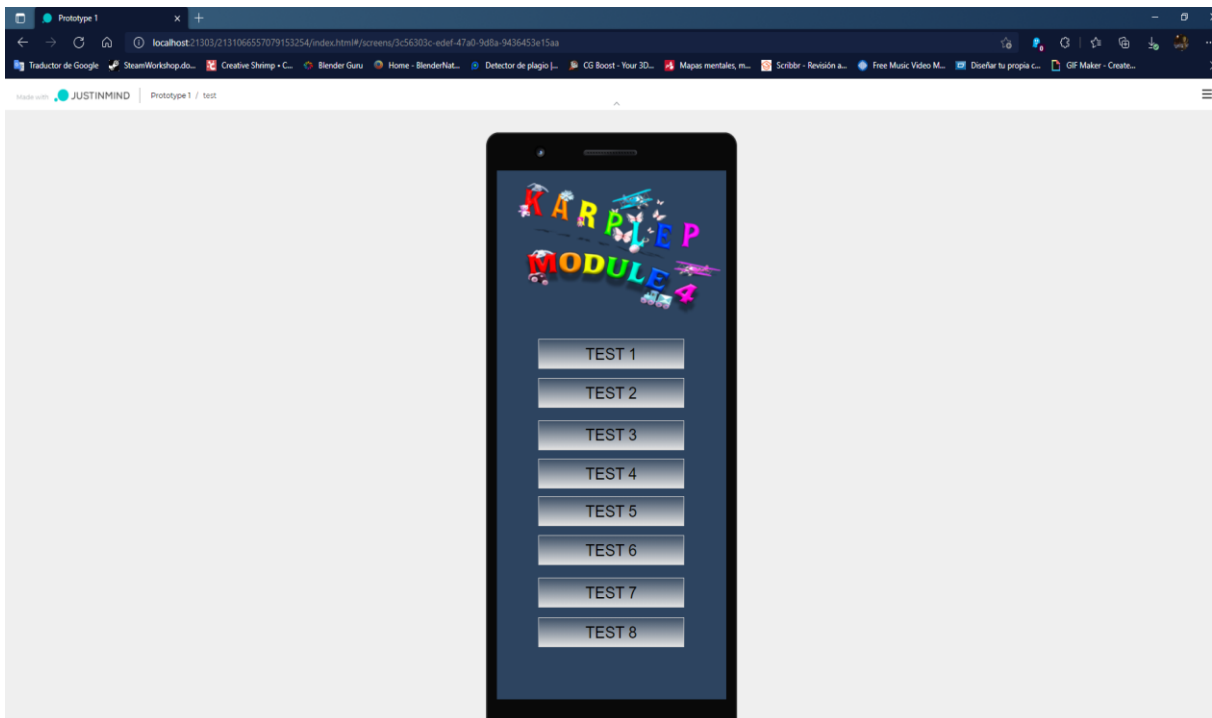 Prototype 1
localhost:21303/2131066557079153254/index.html#/screens/3c56303c-edef-47a0-9d8a-9436453e15aa
Traductor de Google SteamWorkshop.do... Creative Shrimp • C... Blender Guru Home - BlenderNat... Detector de plagio |... CG Boost - Your 3D... Mapas mentales, m... Scribbr - Revisión a... Free Music Video M... Diseñar tu propia c... GIF Maker - Create...
Made with JUSTINMIND Prototype 1 / test
KARPLEP
MODULE 4
TEST 1
TEST 2
TEST 3
TEST 4
TEST 5
TEST 6
TEST 7
TEST 8